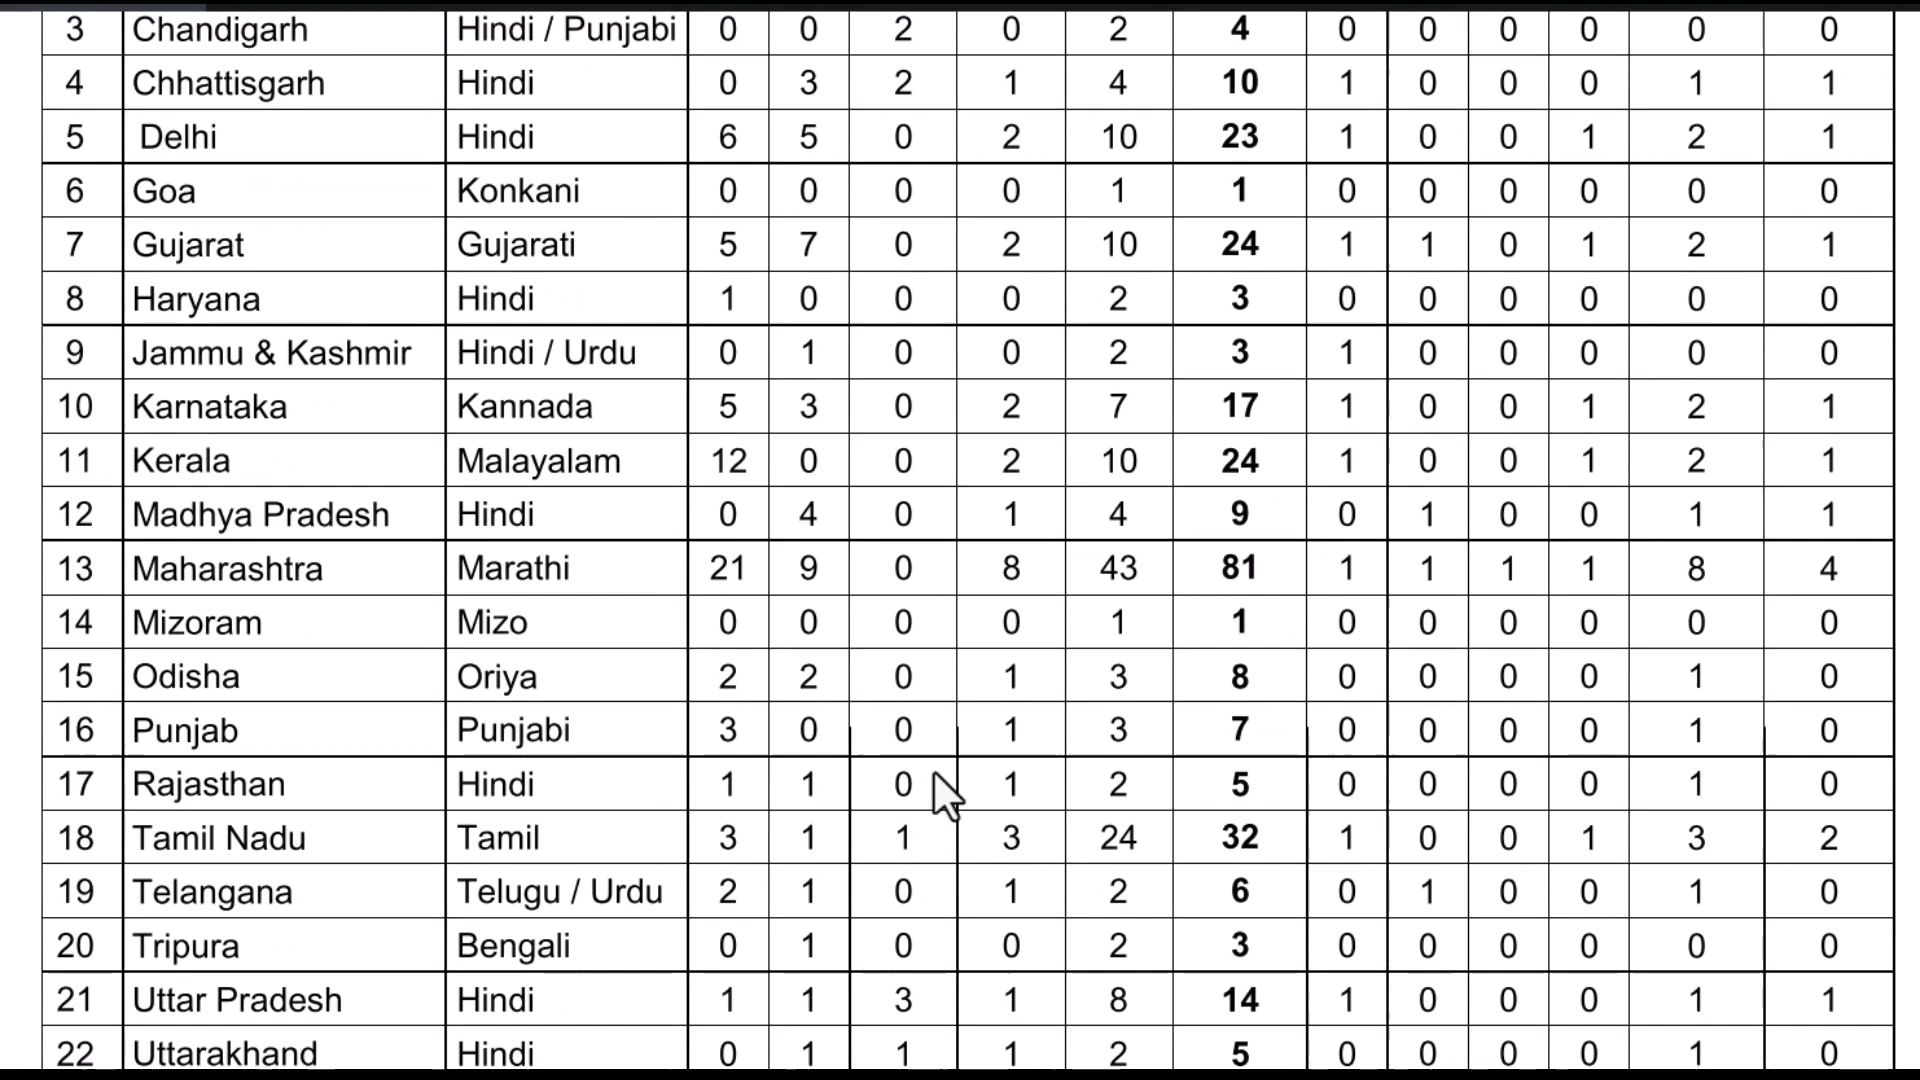 3 Chandigarh Hindi / Punjabi 0 0 2 0 2 4 0 0 0 0 0 0
4 Chhattisgarh Hindi 0 3 2 1 4 10 1 0 0 0 1 1
5 Delhi Hindi 6 5 0 2 10 23 1 0 0 1 2 1
6 Goa Konkani 0 0 0 0 1 1 0 0 0 0 0 0
7 Gujarat Gujarati 5 7 0 2 10 24 1 1 0 1 2 1
8 Haryana Hindi 1 0 0 0 2 3 0 0 0 0 0 0
9 Jammu & Kashmir Hindi / Urdu 0 1 0 0 2 3 1 0 0 0 0 0
10 Karnataka Kannada 5 3 0 2 7 17 1 0 0 1 2 1
11 Kerala Malayalam 12 0 0 2 10 24 1 0 0 1 2 1
12 Madhya Pradesh Hindi 0 4 0 1 4 9 0 1 0 0 1 1
13 Maharashtra Marathi 21 9 0 8 43 81 1 1 1 1 8 4
14 Mizoram Mizo 0 0 0 0 1 1 0 0 0 0 0 0
15 Odisha Oriya 2 2 0 1 3 8 0 0 0 0 1 0
16 Punjab Punjabi 3 0 0 1 3 7 0 0 0 0 1 0
17 Rajasthan Hindi 1 1 0 1 2 5 0 0 0 0 1 0
18 Tamil Nadu Tamil 3 1 1 3 24 32 1 0 0 1 3 2
19 Telangana Telugu / Urdu 2 1 0 1 2 6 0 1 0 0 1 0
20 Tripura Bengali 0 1 0 0 2 3 0 0 0 0 0 0
21 Uttar Pradesh Hindi 1 1 3 1 8 14 1 0 0 0 1 1
22 Uttarakhand Hindi 0 1 1 1 2 5 0 0 0 0 1 0